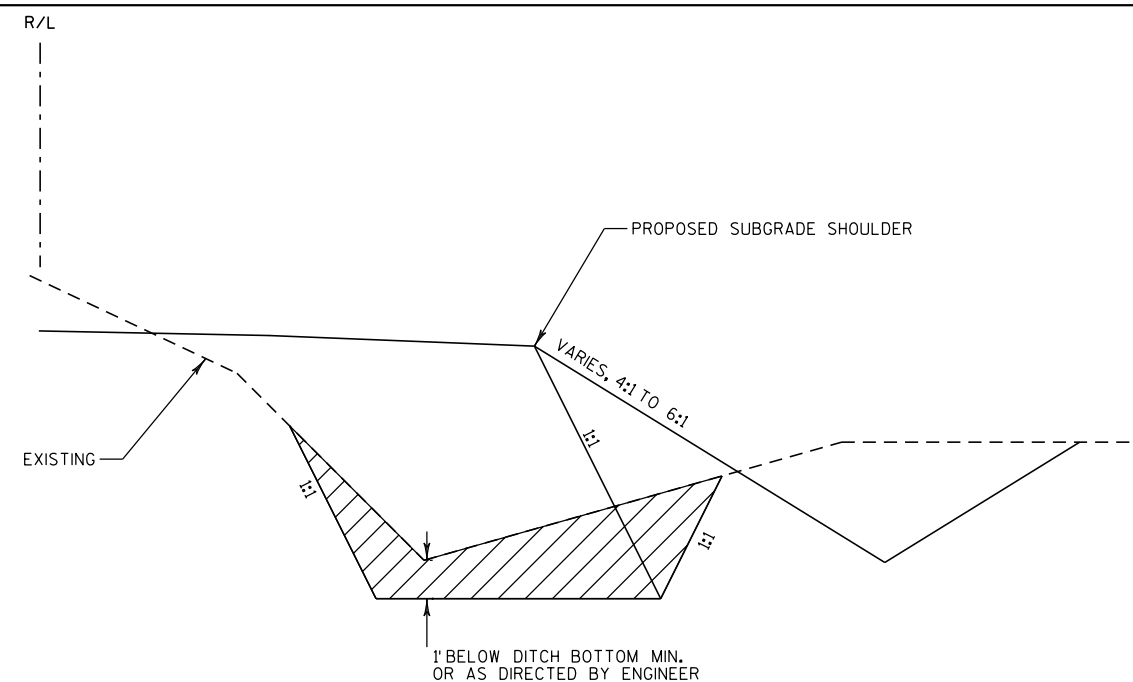 R/L
PROPOSED SUBGRADE SHOULDER
VARIES, 4:1 TO 6:1
1:1
EXISTING
1:1
1:1
1' BELOW DITCH BOTTOM MIN.
OR AS DIRECTED BY ENGINEER